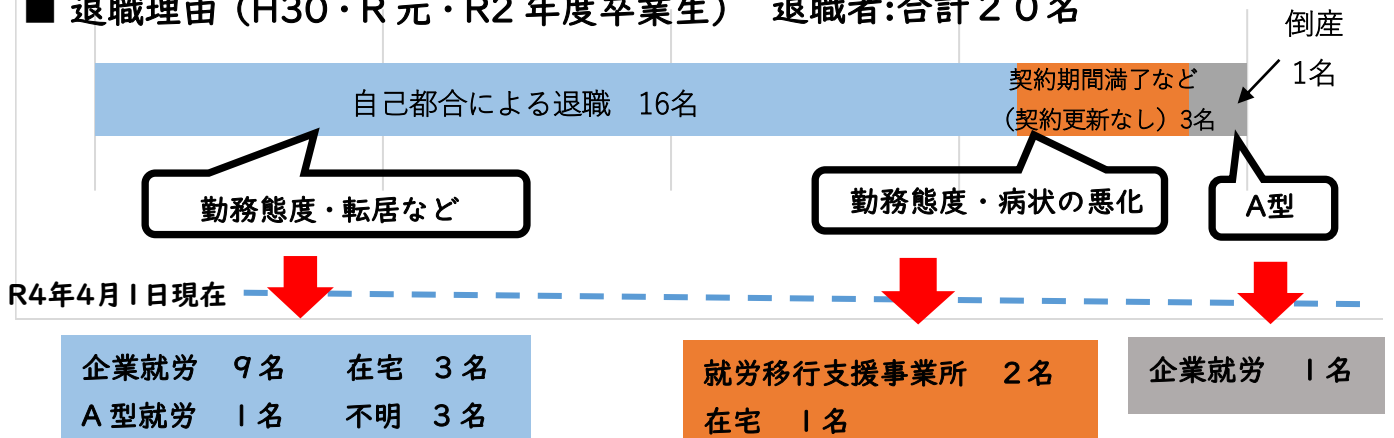 ■ 退職理由（H30・R元・R2年度卒業生） 退職者:合計20名
倒産
1名
自己都合による退職 16名
契約期間満了など
（契約更新なし）3名
勤務態度・転居など
勤務態度・病状の悪化
A型
R4年4月1日現在
企業就労 9名 在宅 3名
A型就労 1名 不明 3名
就労移行支援事業所 2名
在宅 1名
企業就労 1名